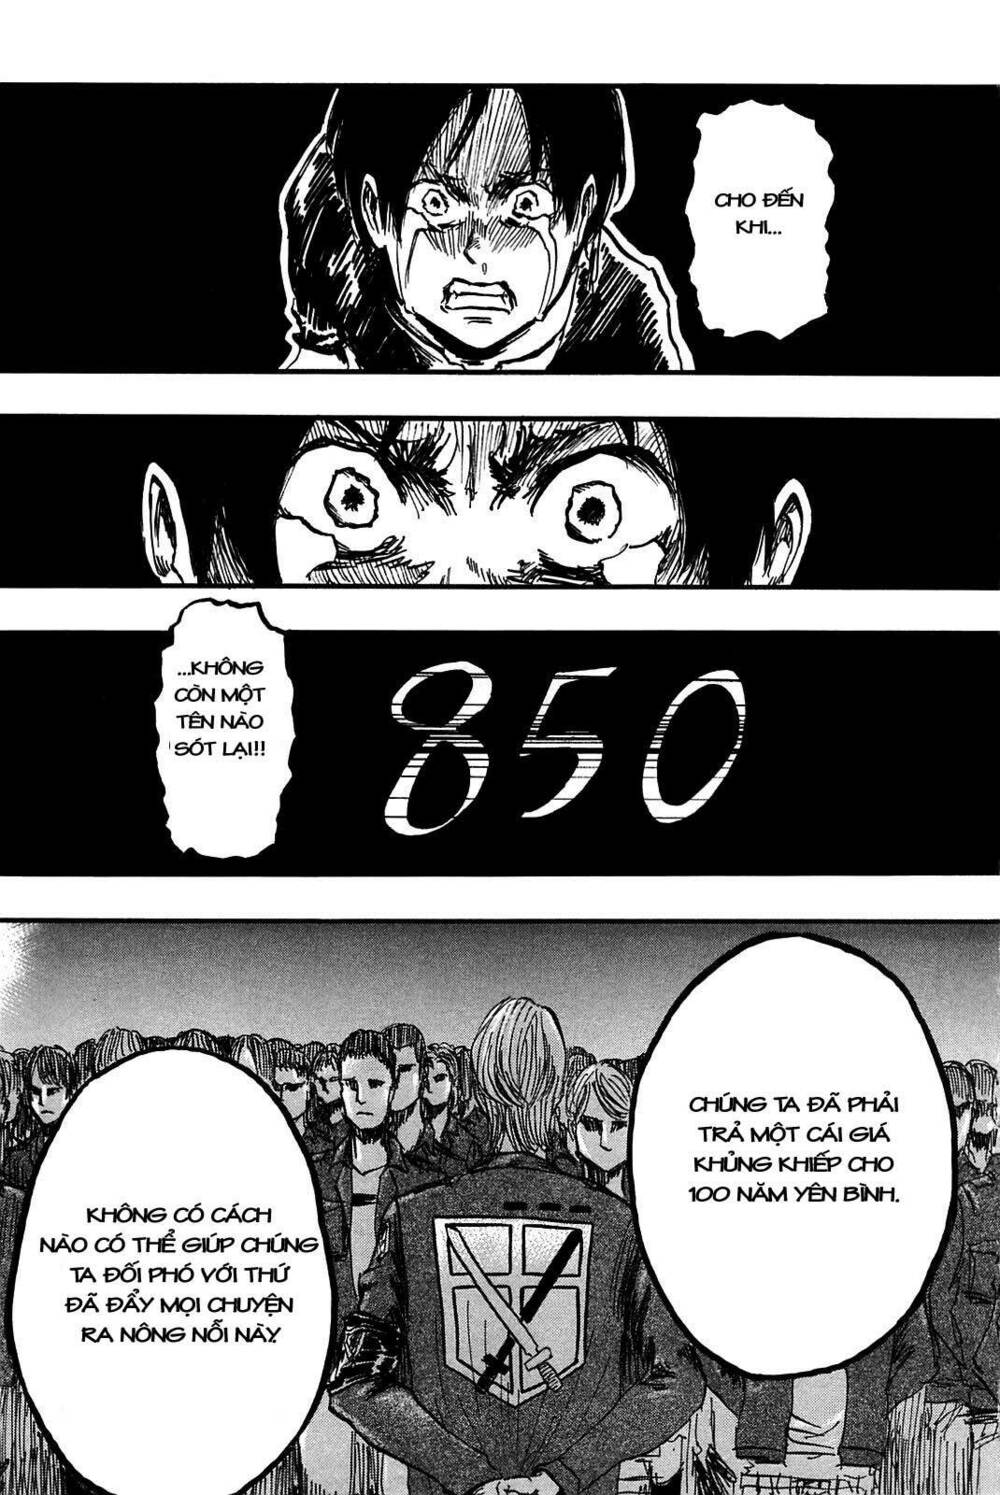 CHO ĐẾN
KHI...
...KHÔNG
CÒN MỘT
TÊN NÀO
SÓT LẠI!!
850
CHÚNG TA ĐÃ PHẢI
TRẢ MỘT CÁI GIÁ
KHỦNG KHIẾP CHO
100 NĂM YÊN BÌNH.
KHÔNG CÓ CÁCH
NÀO CÓ THỂ GIÚP CHÚNG
TA ĐỐI PHÓ VỚI THỨ
ĐÃ ĐẨY MỌI CHUYỆN
RA NÔNG NỖI NÀY.